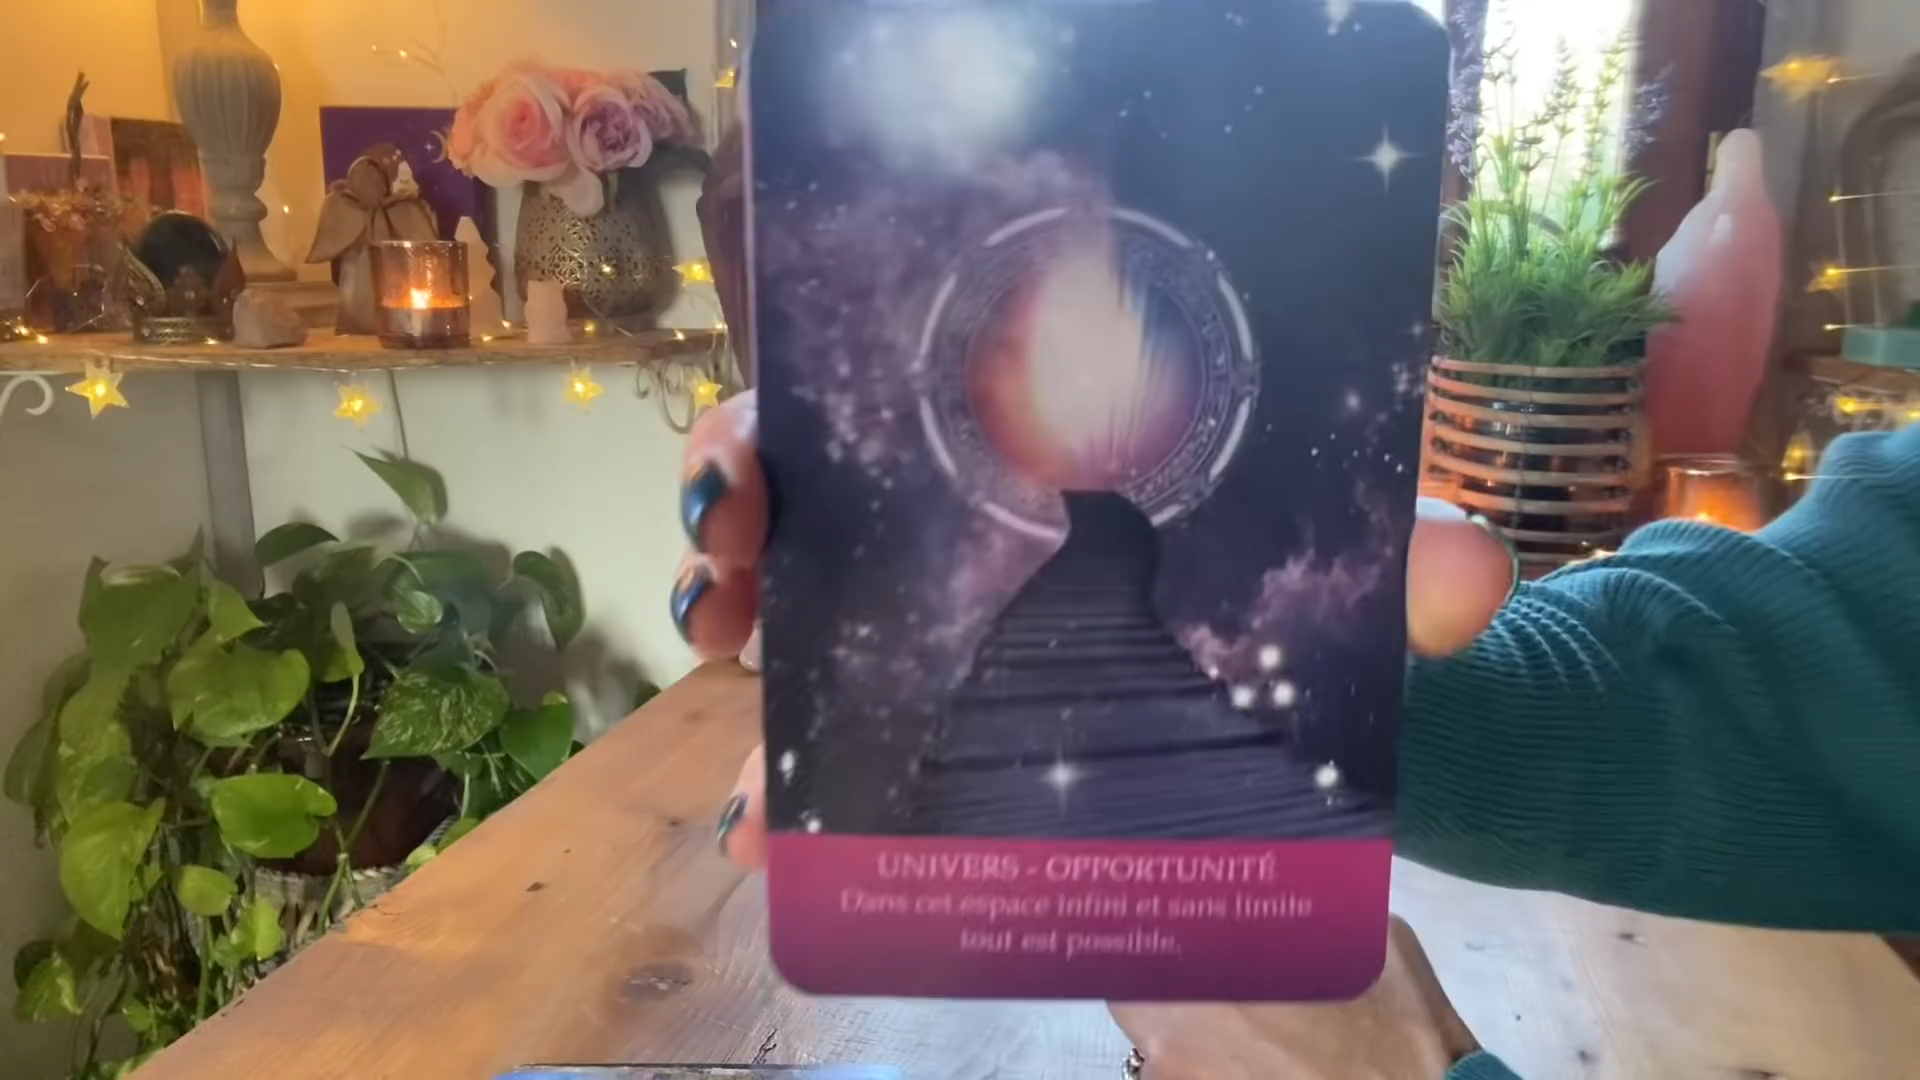 UNIVERS - OPPORTUNITÉ
Dans cet espace infini et sans limite
tout est possible.